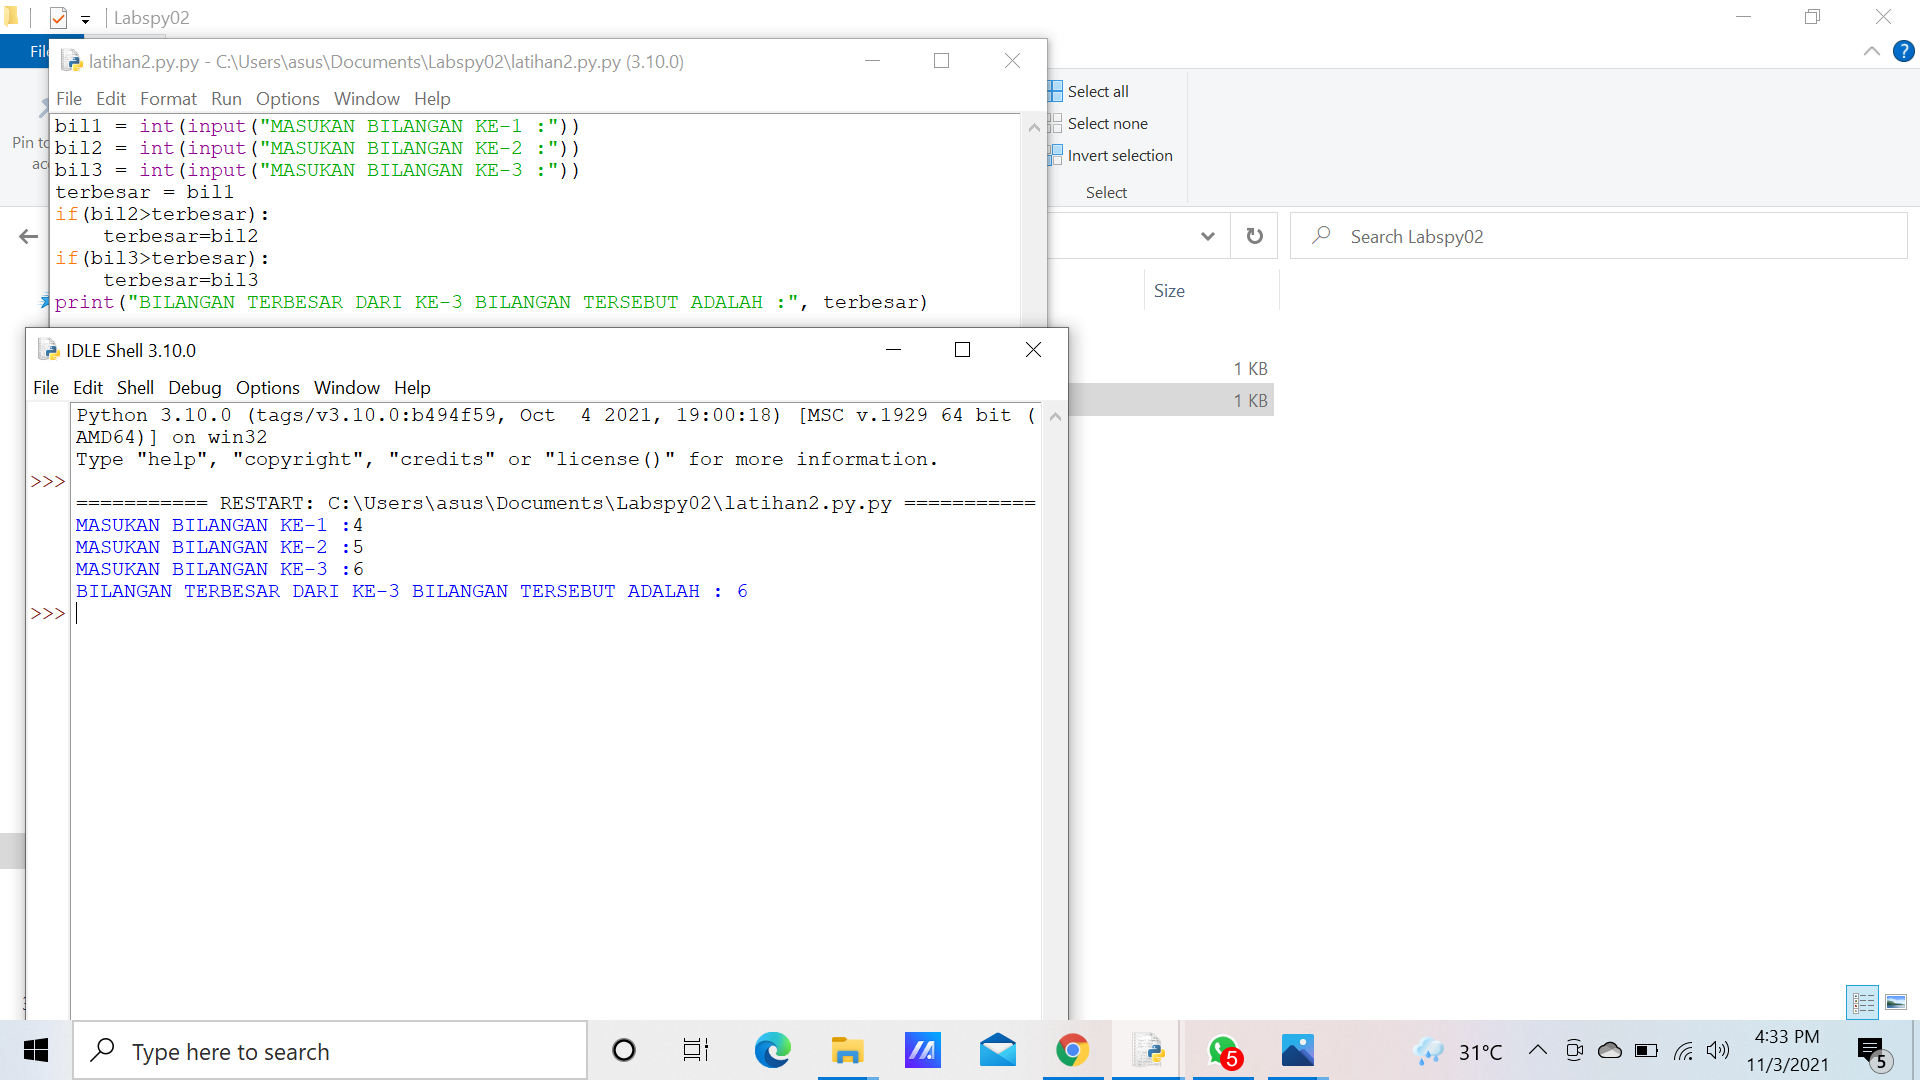 Labspy02
File
latihan2.py.py - C:\Users\asus\Documents\Labspy02\latihan2.py.py (3.10.0)
File Edit Format Run Options Window Help
bil1 = int(input("MASUKAN BILANGAN KE-1 :"))
bil2 = int(input("MASUKAN BILANGAN KE-2 :"))
bil3 = int(input("MASUKAN BILANGAN KE-3 :"))
terbesar = bil1
if(bil2>terbesar):
    terbesar=bil2
if(bil3>terbesar):
    terbesar=bil3
print("BILANGAN TERBESAR DARI KE-3 BILANGAN TERSEBUT ADALAH :", terbesar)
Pin to
Select all
Select none
Invert selection
Select
Search Labspy02
Size
1 KB
1 KB
IDLE Shell 3.10.0
File Edit Shell Debug Options Window Help
Python 3.10.0 (tags/v3.10.0:b494f59, Oct  4 2021, 19:00:18) [MSC v.1929 64 bit (
AMD64)] on win32
Type "help", "copyright", "credits" or "license()" for more information.
>>>
=========== RESTART: C:\Users\asus\Documents\Labspy02\latihan2.py.py ===========
MASUKAN BILANGAN KE-1 :4
MASUKAN BILANGAN KE-2 :5
MASUKAN BILANGAN KE-3 :6
BILANGAN TERBESAR DARI KE-3 BILANGAN TERSEBUT ADALAH : 6
>>>
Type here to search
5
31°C
4:33 PM
11/3/2021
5